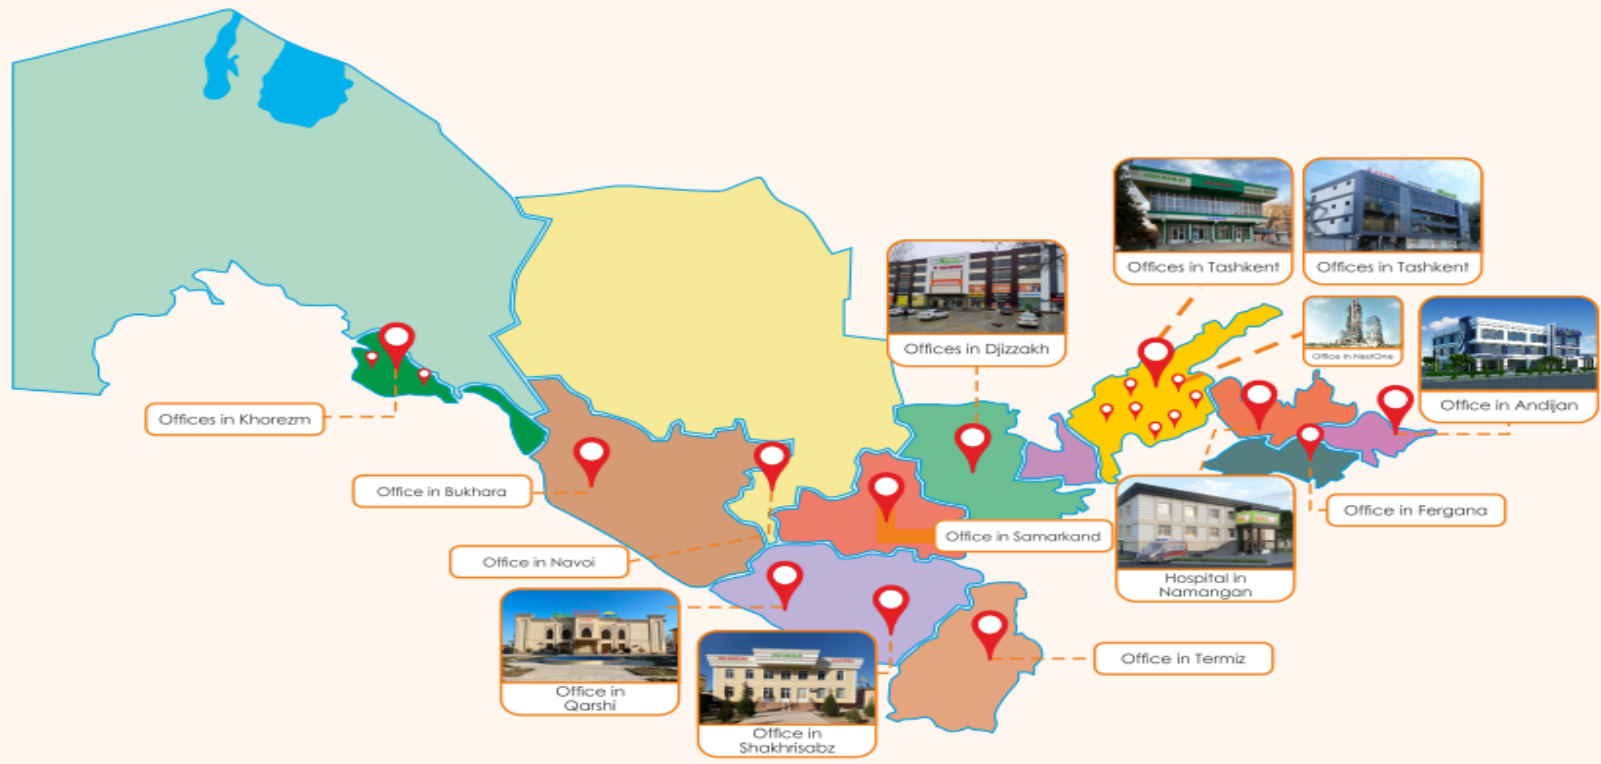 Offices in Tashkent
Offices in Tashkent
Offices in Djizzakh
Office in NestOne
Office in Andijan
Offices in Khorezm
Office in Bukhara
Office in Fergana
Office in Samarkand
Office in Navoi
Hospital in
Namangan
Office in Termiz
Office in
Qarshi
Office in
Shakhrisabz